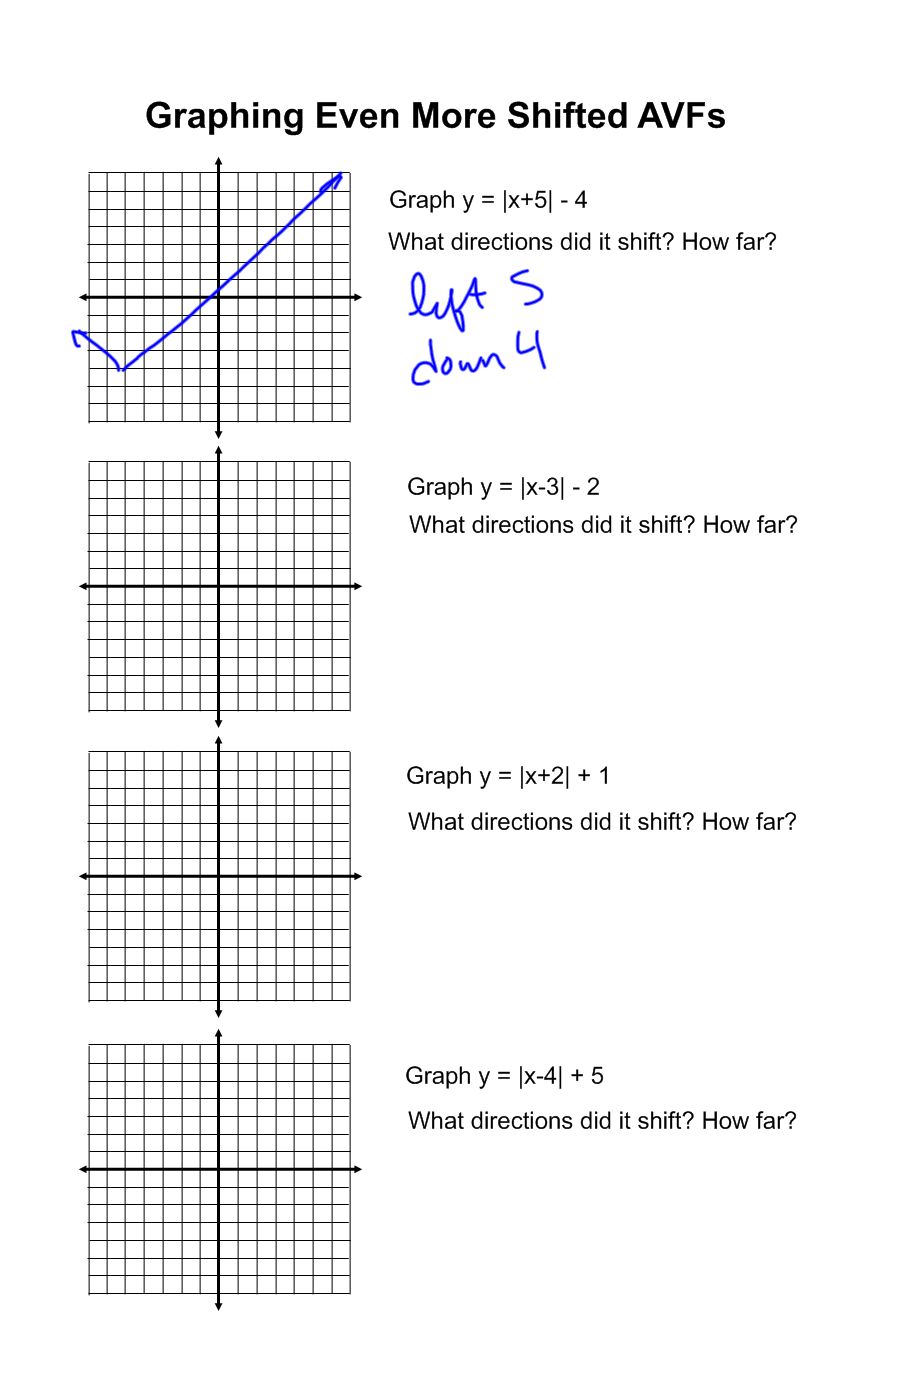 Graphing Even More Shifted AVFs
Graph y = |x+5| - 4
What directions did it shift? How far?
left 5
down 4
Graph y = |x-3| - 2
What directions did it shift? How far?
Graph y = |x+2| + 1
What directions did it shift? How far?
Graph y = |x-4| + 5
What directions did it shift? How far?